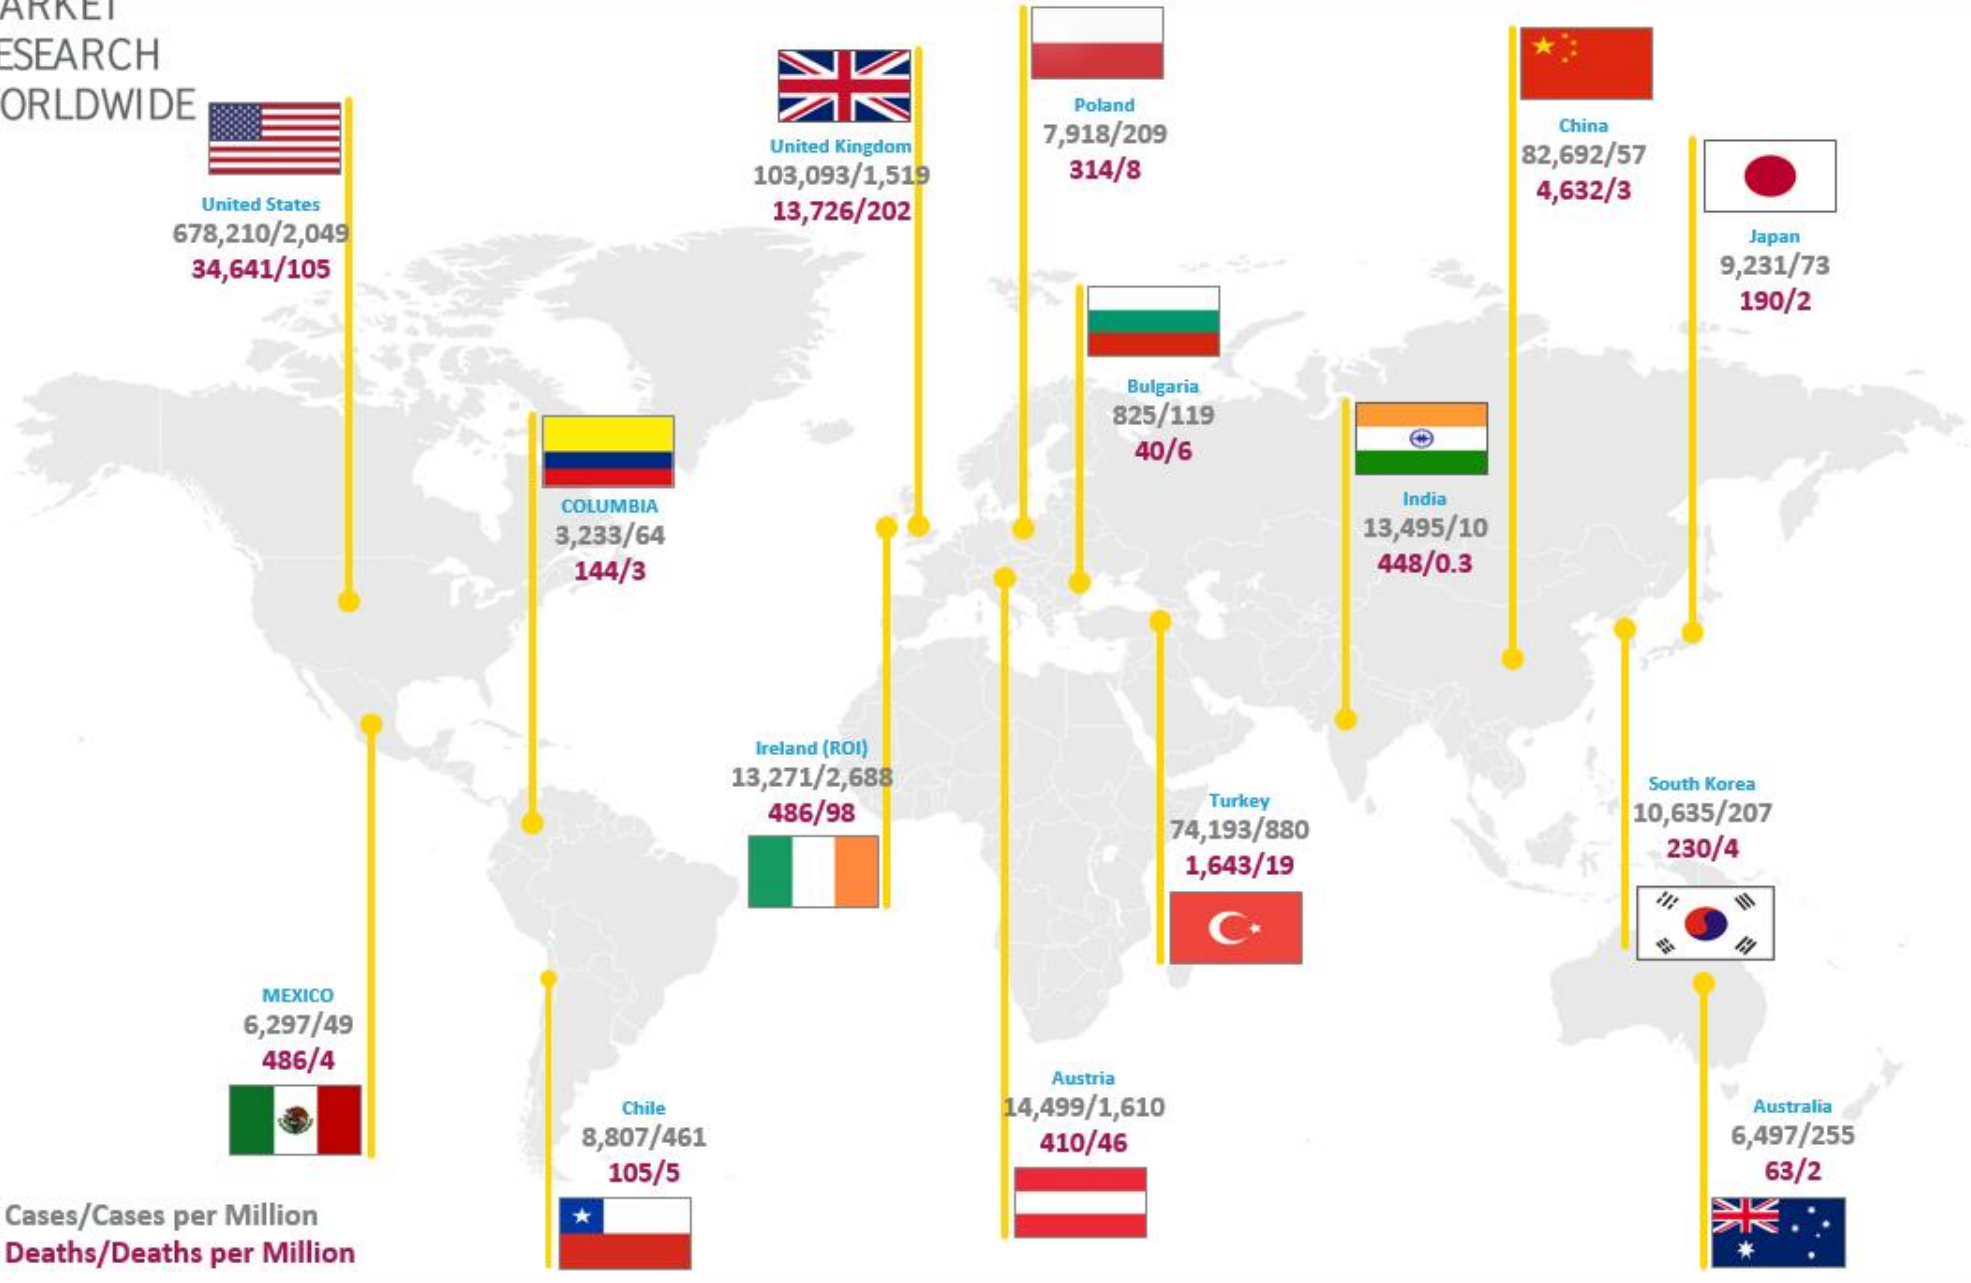 ARKET
ESEARCH
ORLDWIDE
United States
678,210/2,049
34,641/105
United Kingdom
103,093/1,519
13,726/202
Poland
7,918/209
314/8
China
82,692/57
4,632/3
Japan
9,231/73
190/2
Bulgaria
825/119
40/6
COLUMBIA
3,233/64
144/3
India
13,495/10
448/0.3
Ireland (ROI)
13,271/2,688
486/98
Turkey
74,193/880
1,643/19
South Korea
10,635/207
230/4
MEXICO
6,297/49
486/4
Chile
8,807/461
105/5
Austria
14,499/1,610
410/46
Australia
6,497/255
63/2
Cases/Cases per Million
Deaths/Deaths per Million